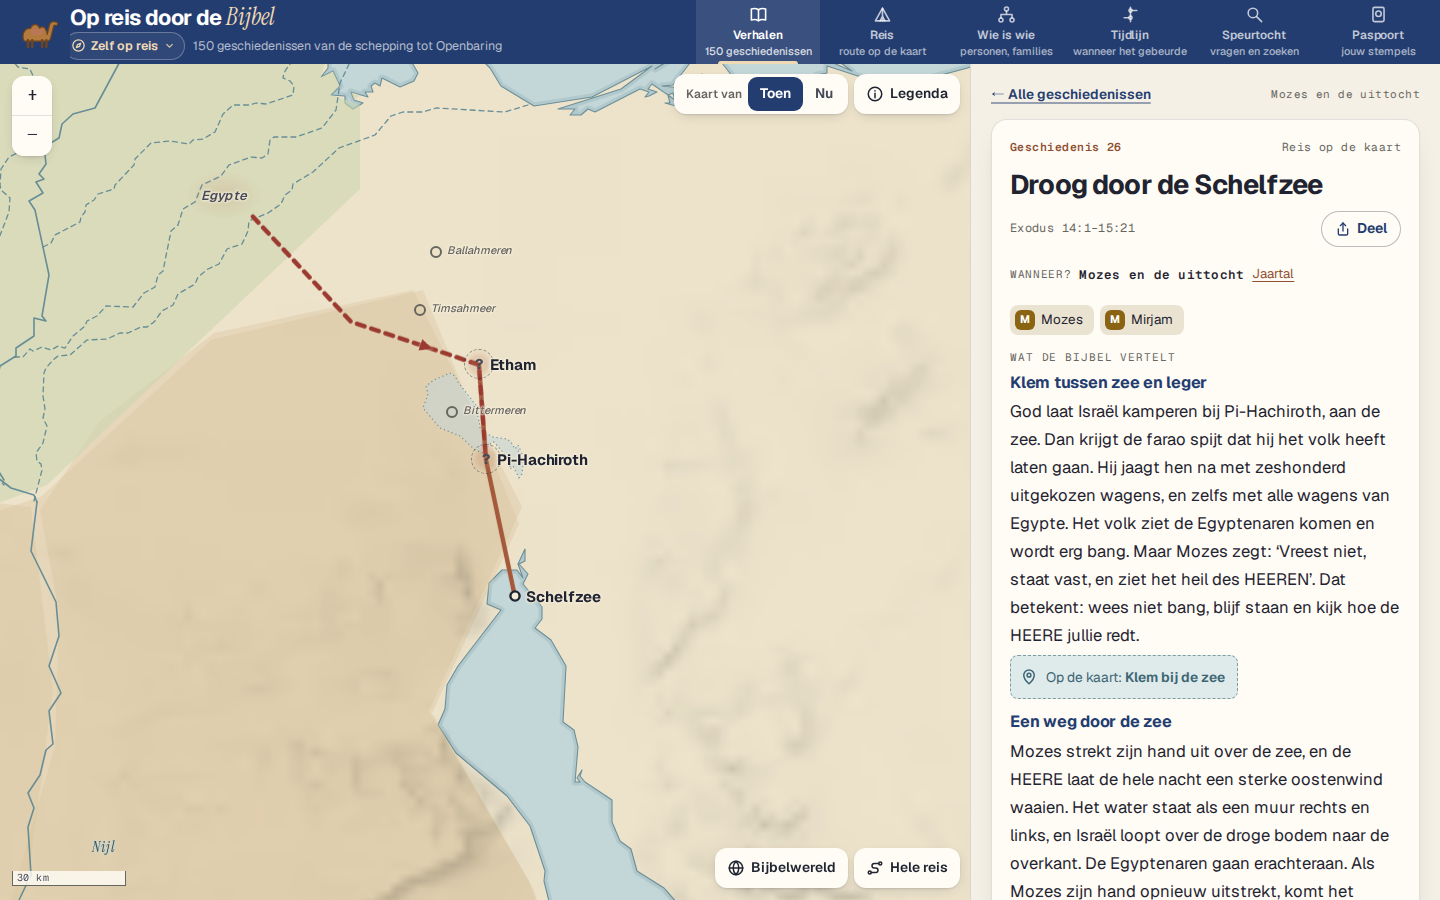 Op reis door de Bijbel
Zelf op reis
150 geschiedenissen van de schepping tot Openbaring
Verhalen
150 geschiedenissen
Reis
route op de kaart
Wie is wie
personen, families
Tijdlijn
wanneer het gebeurde
Speurtocht
vragen en zoeken
Paspoort
jouw stempels
+
−
Kaart van
Toen
Nu
Legenda
Egypte
Ballahmeren
Timsahmeer
?
Etham
Bittermeren
?
Pi-Hachiroth
Schelfzee
Nijl
30 km
Bijbelwereld
Hele reis
← Alle geschiedenissen
Mozes en de uittocht
Geschiedenis 26
Reis op de kaart
Droog door de Schelfzee
Exodus 14:1–15:21
Deel
WANNEER? Mozes en de uittocht Jaartal
M Mozes
M Mirjam
WAT DE BIJBEL VERTELT
Klem tussen zee en leger
God laat Israël kamperen bij Pi-Hachiroth, aan de
zee. Dan krijgt de farao spijt dat hij het volk heeft
laten gaan. Hij jaagt hen na met zeshonderd
uitgekozen wagens, en zelfs met alle wagens van
Egypte. Het volk ziet de Egyptenaren komen en
wordt erg bang. Maar Mozes zegt: ‘Vreest niet,
staat vast, en ziet het heil des HEEREN’. Dat
betekent: wees niet bang, blijf staan en kijk hoe de
HEERE jullie redt.
Op de kaart: Klem bij de zee
Een weg door de zee
Mozes strekt zijn hand uit over de zee, en de
HEERE laat de hele nacht een sterke oostenwind
waaien. Het water staat als een muur rechts en
links, en Israël loopt over de droge bodem naar de
overkant. De Egyptenaren gaan erachteraan. Als
Mozes zijn hand opnieuw uitstrekt, komt het